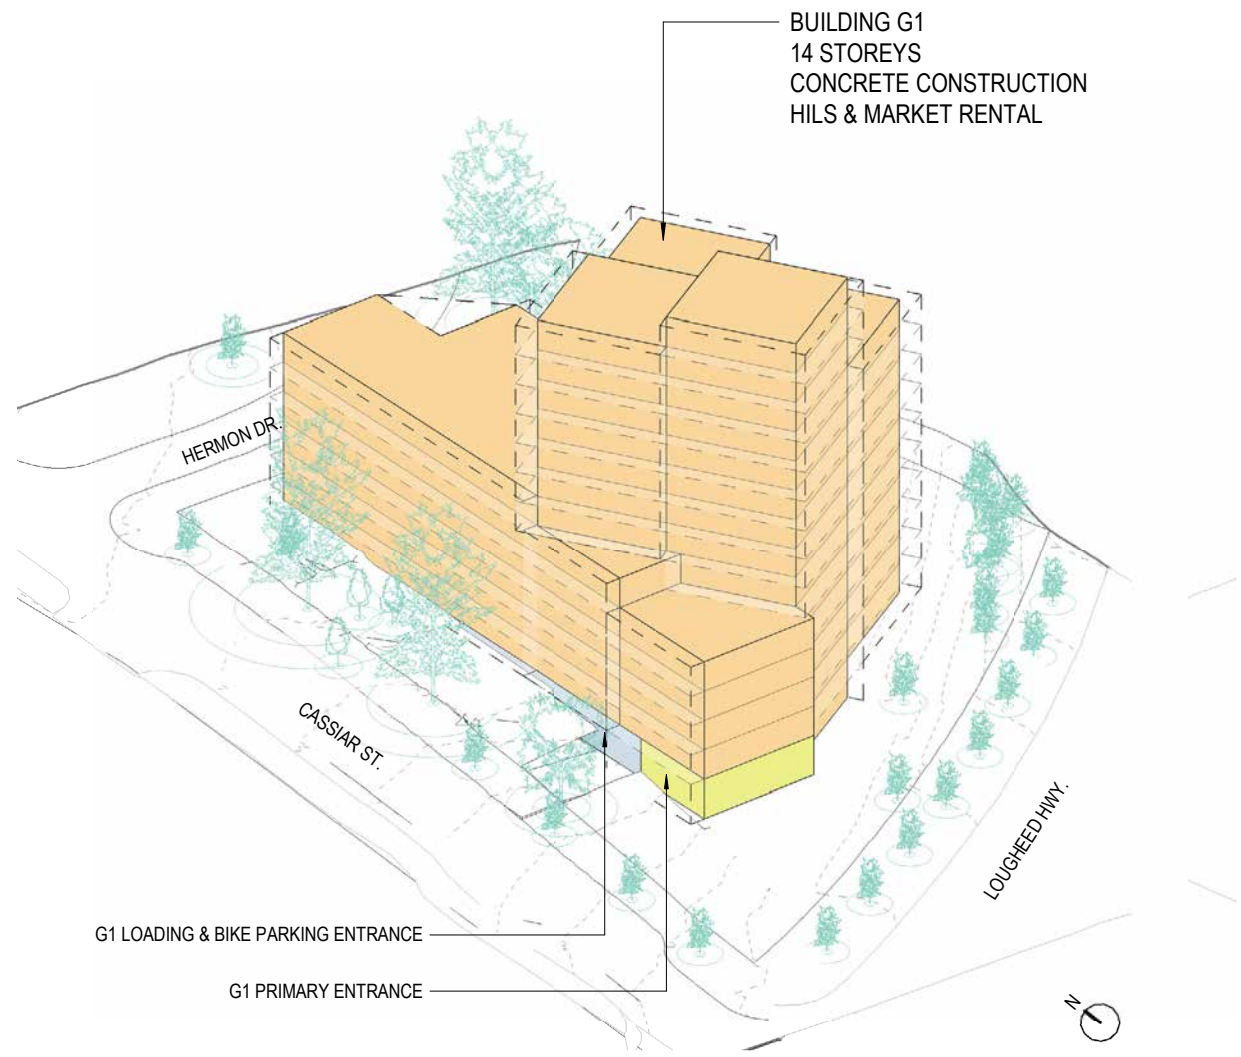 BUILDING G1
14 STOREYS
CONCRETE CONSTRUCTION
HILS & MARKET RENTAL
HERMON DR.
CASSIAR ST.
LOUGHEED HWY.
G1 LOADING & BIKE PARKING ENTRANCE
G1 PRIMARY ENTRANCE
N